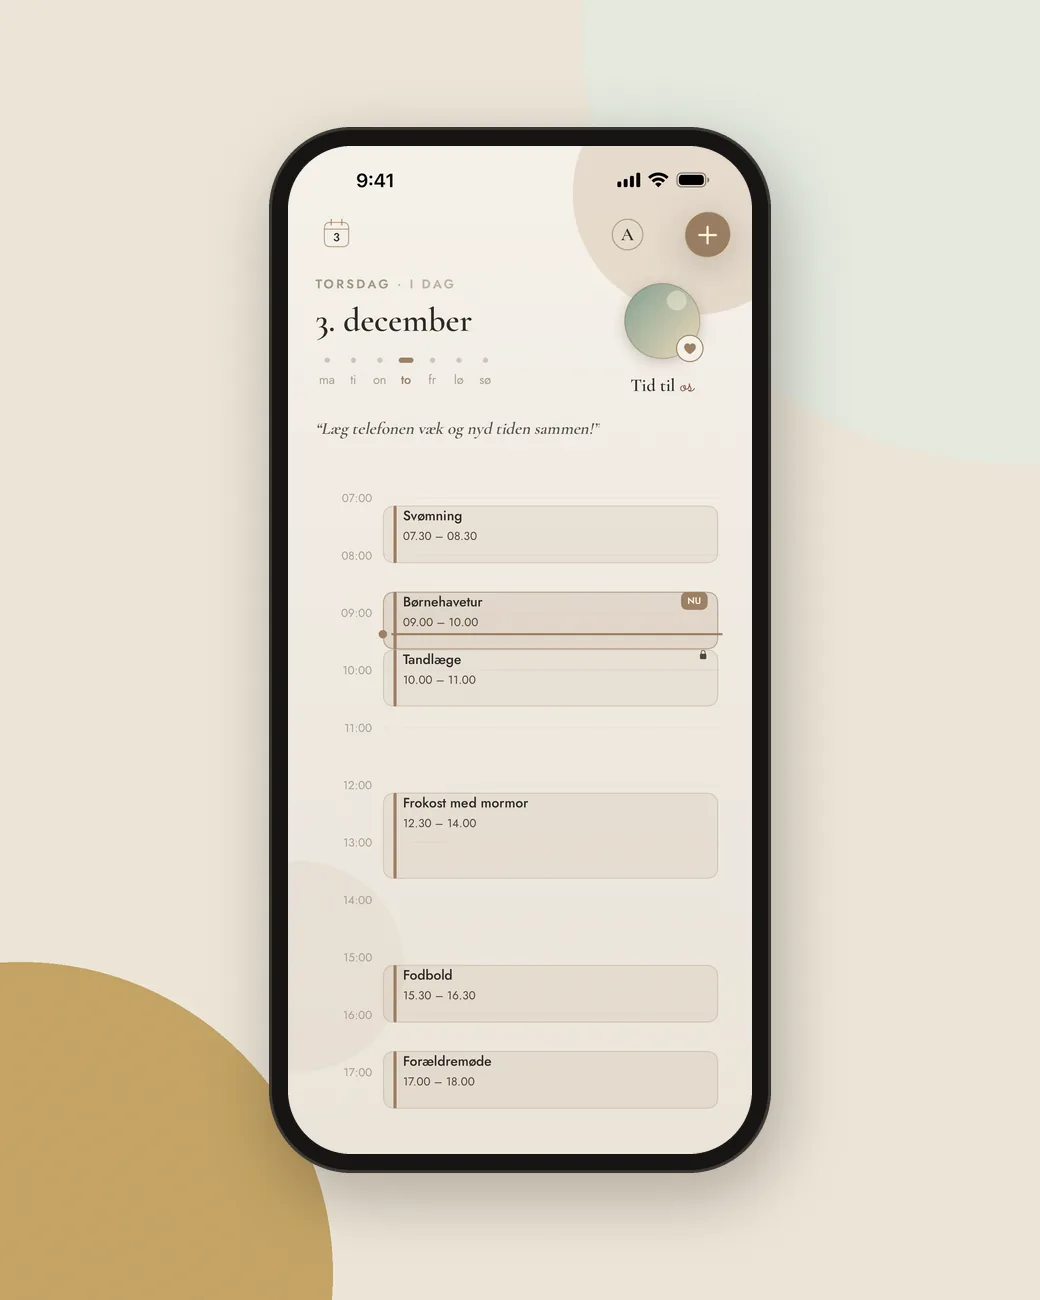 9:41
3
A
TORSDAG · I DAG
3. december
ma ti on to fr lø sø
Tid til os
“Læg telefonen væk og nyd tiden sammen!”
07:00
Svømning
07.30 – 08.30
08:00
Børnehavetur
NU
09:00
09.00 – 10.00
Tandlæge
10:00
10.00 – 11.00
11:00
12:00
Frokost med mormor
12.30 – 14.00
13:00
14:00
15:00
Fodbold
15.30 – 16.30
16:00
Forældremøde
17:00
17.00 – 18.00